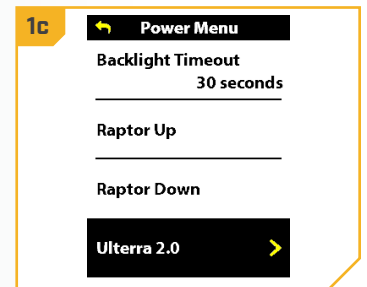 1c
Power Menu
Backlight Timeout
30 seconds
Raptor Up
Raptor Down
Ulterra 2.0